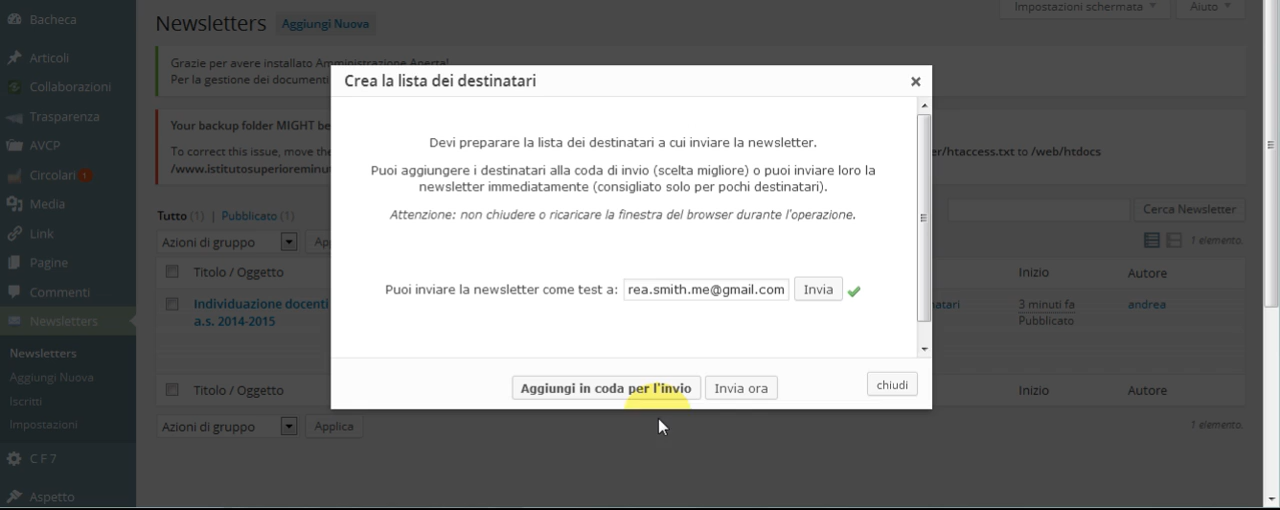 Bacheca
Articoli
Collaborazioni
Trasparenza
AVCP
Circolari 1
Media
Link
Pagine
Commenti
Newsletters
Newsletters
Aggiungi Nuova
Iscritti
Impostazioni
C F 7
Aspetto
Newsletters Aggiungi Nuova
Impostazioni schermata
Aiuto
Grazie per avere installato Amministrazione Aperta!
Per la gestione dei documenti
Your backup folder MIGHT be
To correct this issue, move the
er/htaccess.txt to /web/htdocs
/www.istitutosuperioreminut
Tutto (1) | Pubblicato (1)
Cerca Newsletter
Azioni di gruppo
App
1 elemento.
Titolo / Oggetto
Inizio
Autore
Individuazione docenti
a.s. 2014-2015
natari
3 minuti fa
Pubblicato
andrea
Titolo / Oggetto
Inizio
Autore
Azioni di gruppo
Applica
1 elemento.
Crea la lista dei destinatari
Devi preparare la lista dei destinatari a cui inviare la newsletter.
Puoi aggiungere i destinatari alla coda di invio (scelta migliore) o puoi inviare loro la
newsletter immediatamente (consigliato solo per pochi destinatari).
Attenzione: non chiudere o ricaricare la finestra del browser durante l'operazione.
Puoi inviare la newsletter come test a: rea.smith.me@gmail.com Invia
Aggiungi in coda per l'invio
Invia ora
chiudi